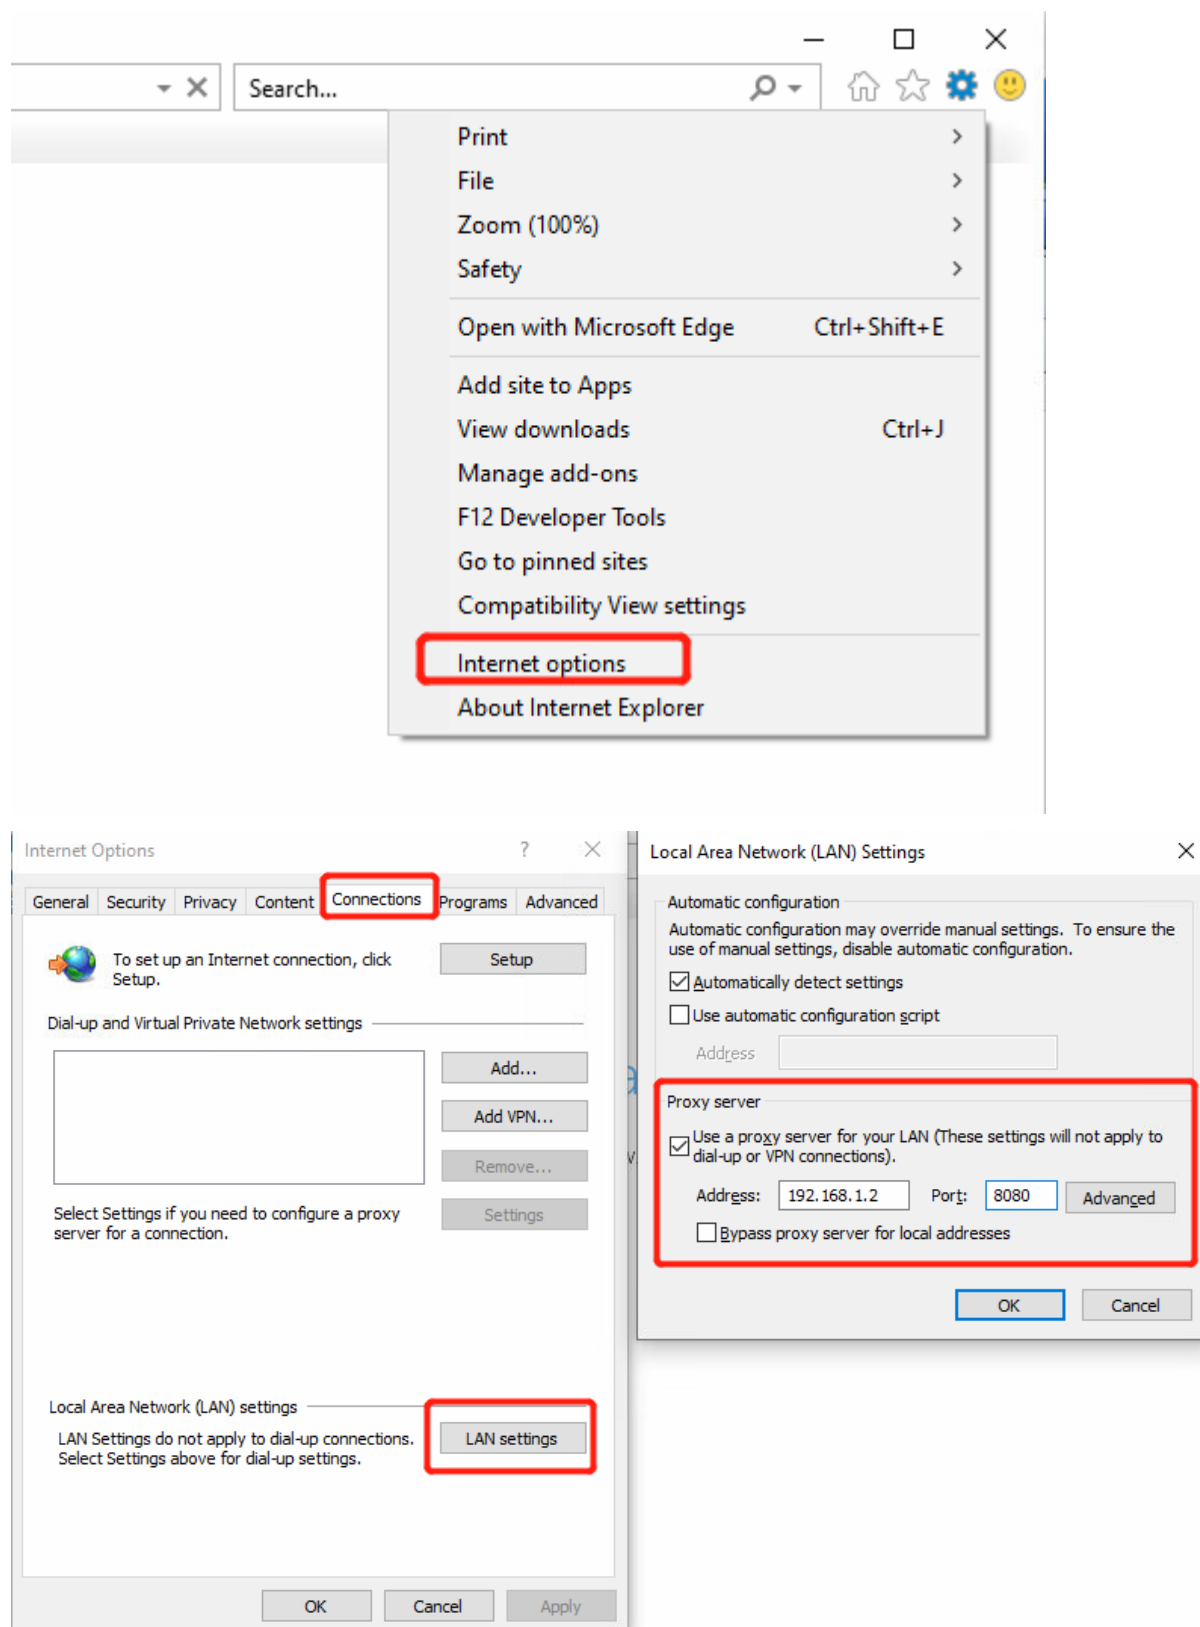 Search...
Print
File
Zoom (100%)
Safety
Open with Microsoft Edge Ctrl+Shift+E
Add site to Apps
View downloads Ctrl+J
Manage add-ons
F12 Developer Tools
Go to pinned sites
Compatibility View settings
Internet options
About Internet Explorer
Internet Options
General Security Privacy Content Connections Programs Advanced
To set up an Internet connection, click
Setup.
Setup
Dial-up and Virtual Private Network settings
Add...
Add VPN...
Remove...
Select Settings if you need to configure a proxy
server for a connection.
Settings
Local Area Network (LAN) settings
LAN Settings do not apply to dial-up connections.
Select Settings above for dial-up settings.
LAN settings
OK Cancel Apply
Local Area Network (LAN) Settings
Automatic configuration
Automatic configuration may override manual settings. To ensure the
use of manual settings, disable automatic configuration.
Automatically detect settings
Use automatic configuration script
Address
Proxy server
Use a proxy server for your LAN (These settings will not apply to
dial-up or VPN connections).
Address: 192.168.1.2 Port: 8080 Advanced
Bypass proxy server for local addresses
OK Cancel